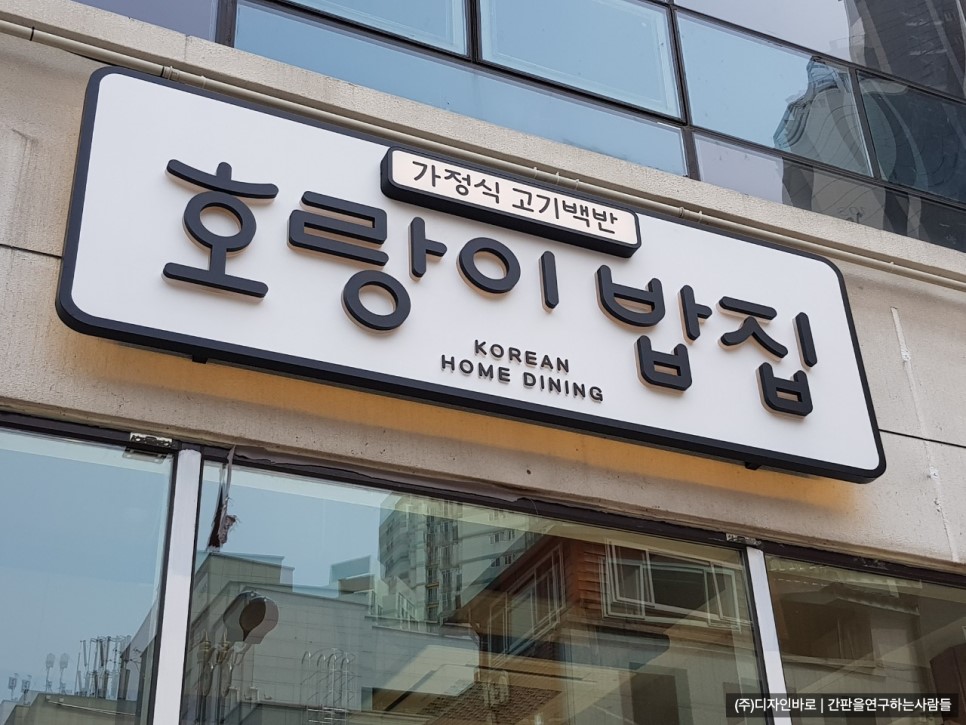 가정식 고기백반
호랑이 밥집
KOREAN
HOME DINING
(주)디자인바로 | 간판을연구하는사람들